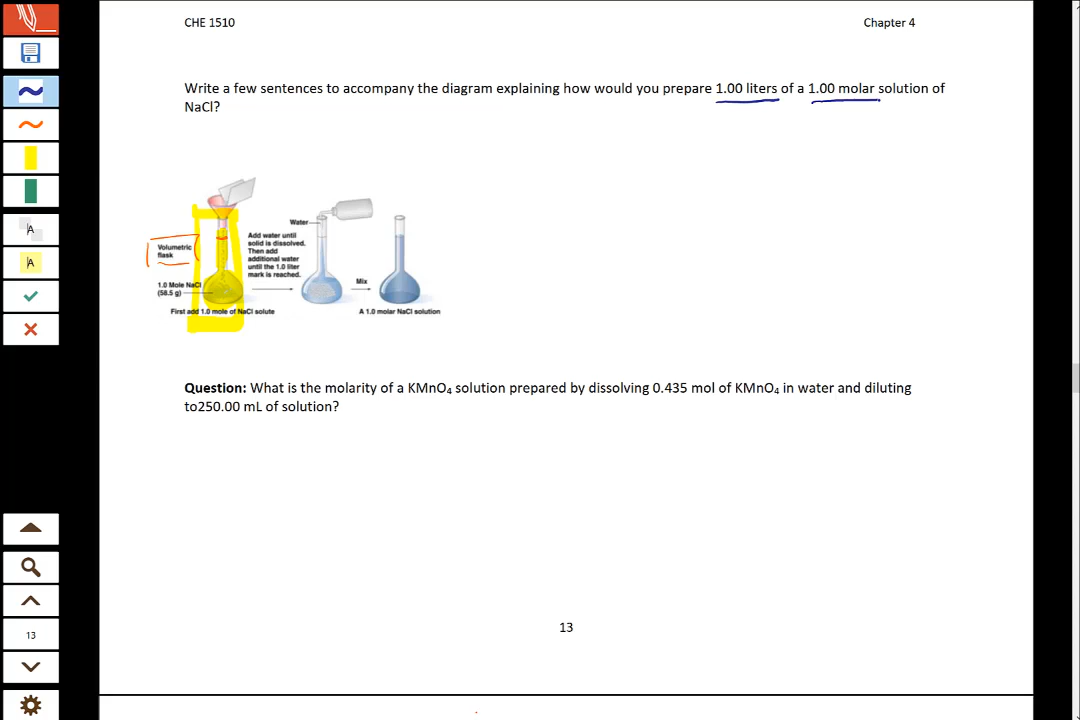 CHE 1510
Chapter 4
Write a few sentences to accompany the diagram explaining how would you prepare 1.00 liters of a 1.00 molar solution of
NaCl?
Volumetric
flask
1.0 Mole NaCl
(58.5 g)
First add 1.0 mole of NaCl solute
Add water until
solid is dissolved.
Then add
additional water
until the 1.0 liter
mark is reached.
Water
Mix
A 1.0 molar NaCl solution
Question: What is the molarity of a KMnO₄ solution prepared by dissolving 0.435 mol of KMnO₄ in water and diluting
to250.00 mL of solution?
13
A
A
13